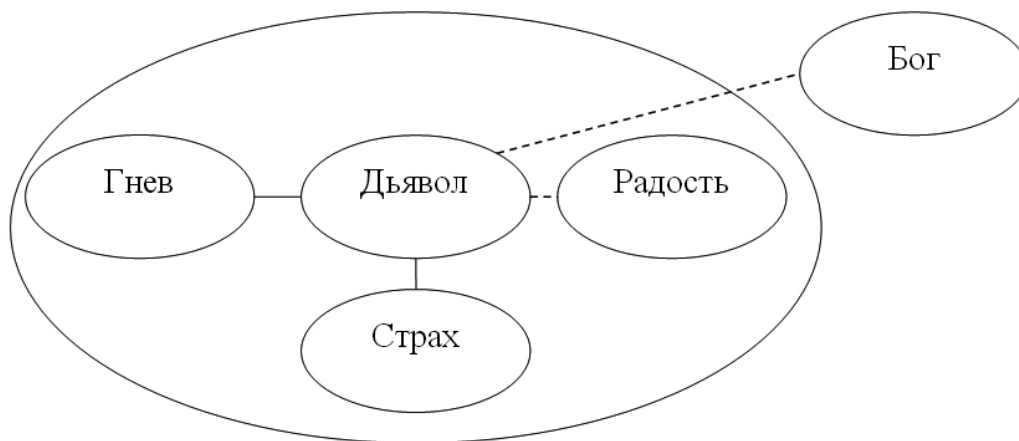 Бог
Гнев
Дьявол
Радость
Страх